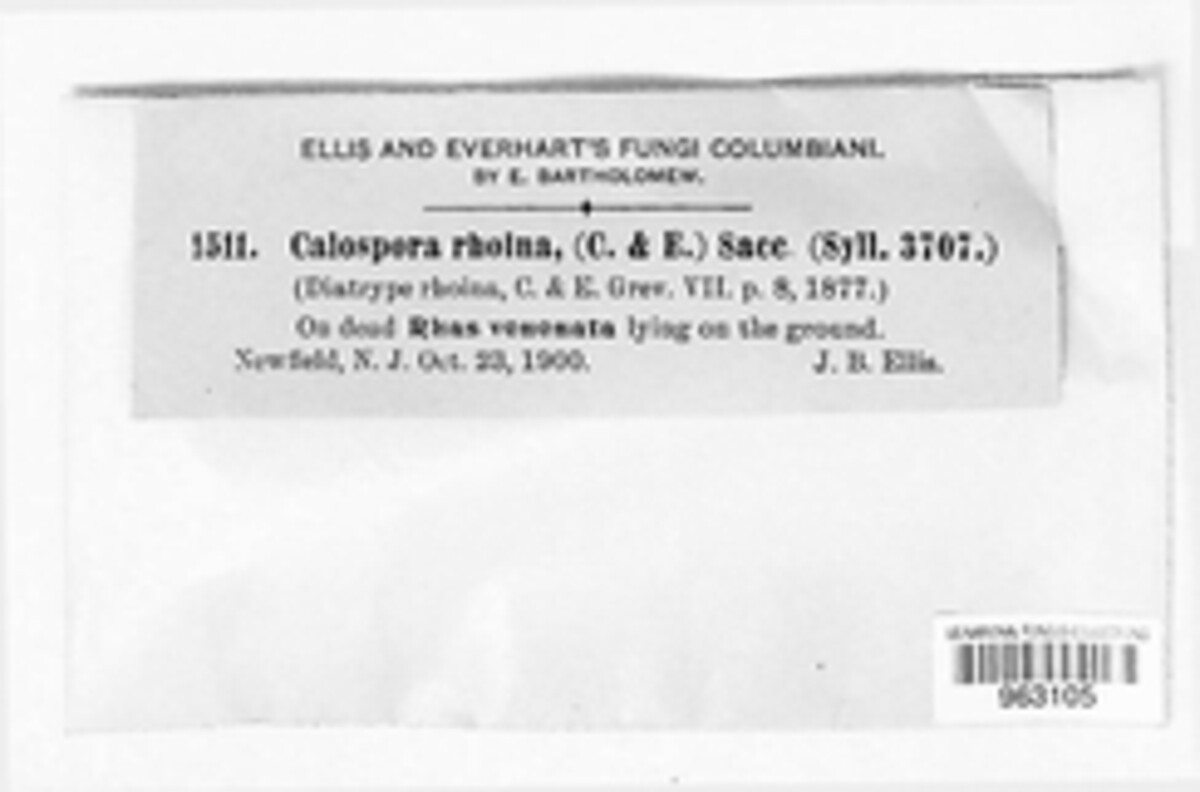 ELLIS AND EVERHART'S FUNGI COLUMBIANI.
BY E. BARTHOLOMEW.
1511. Calospora rhoina, (C. & E.) Sacc. (Syll. 3707.)
(Diatrype rhoina, C. & E. Grev. VII. p. 8, 1877.)
On dead Rhus venenata lying on the ground.
Newfield, N. J. Oct. 23, 1900. J. B. Ellis.
963105